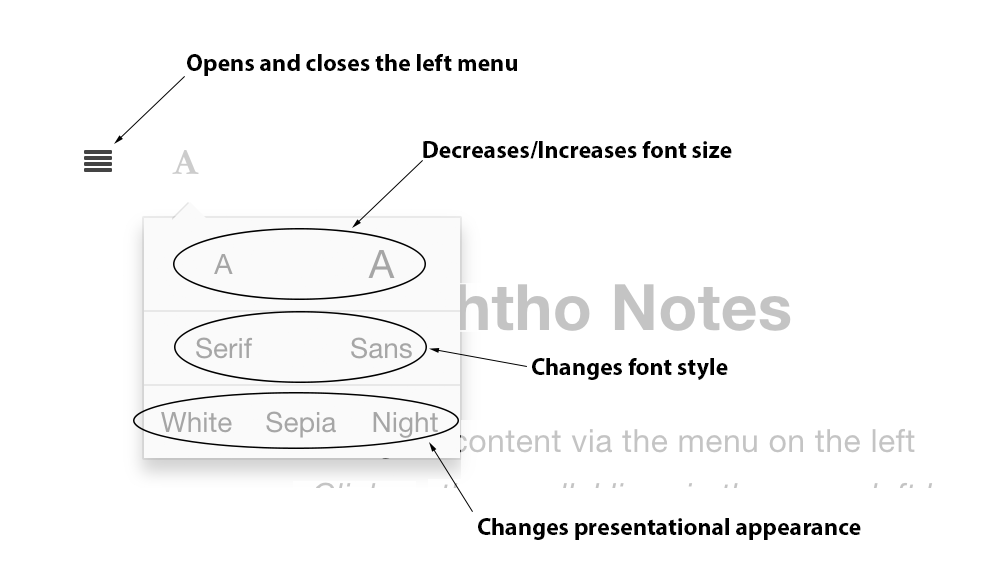 Opens and closes the left menu
A
Decreases/Increases font size
A A
htho Notes
Serif Sans
Changes font style
White Sepia Night
content via the menu on the left
Changes presentational appearance